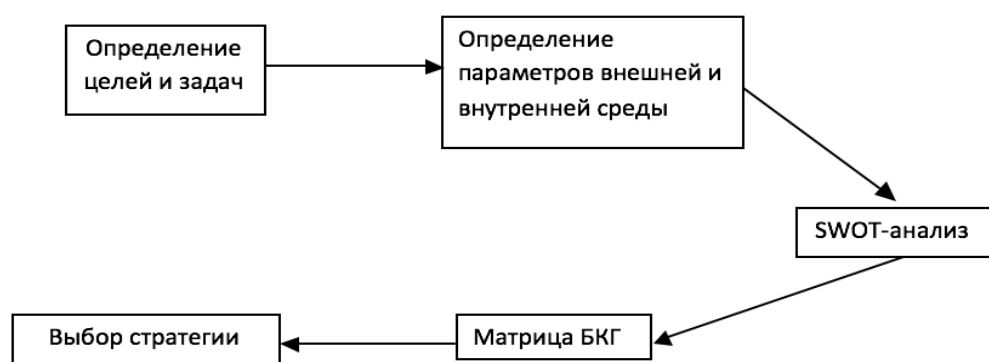 Определение
целей и задач
Определение
параметров внешней и
внутренней среды
SWOT-анализ
Матрица БКГ
Выбор стратегии